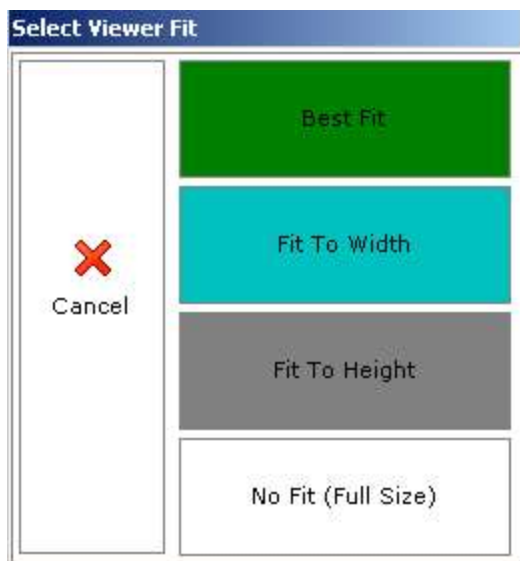 Select Viewer Fit
Cancel
Best Fit
Fit To Width
Fit To Height
No Fit (Full Size)